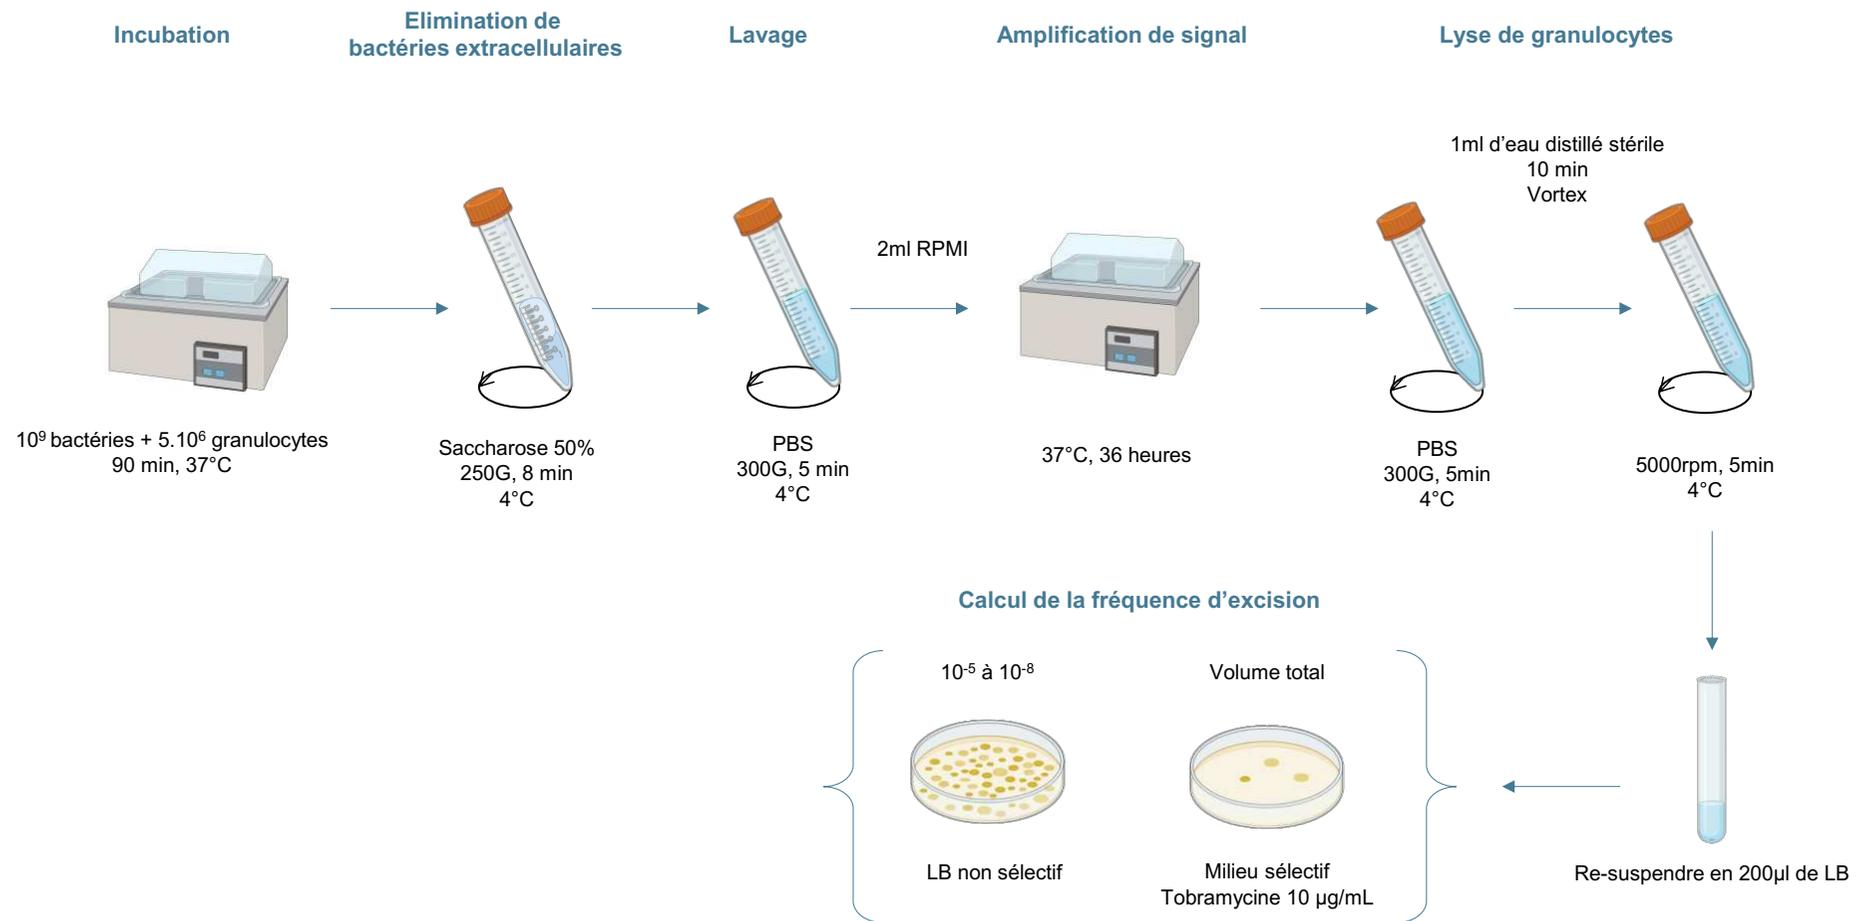 Incubation
Elimination de
bactéries extracellulaires
Lavage
Amplification de signal
Lyse de granulocytes
1ml d’eau distillé stérile
10 min
Vortex
2ml RPMI
10⁹ bactéries + 5.10⁶ granulocytes
90 min, 37°C
Saccharose 50%
250G, 8 min
4°C
PBS
300G, 5 min
4°C
37°C, 36 heures
PBS
300G, 5min
4°C
5000rpm, 5min
4°C
Calcul de la fréquence d’excision
10⁻⁵ à 10⁻⁸
Volume total
LB non sélectif
Milieu sélectif
Tobramycine 10 µg/mL
Re-suspendre en 200µl de LB